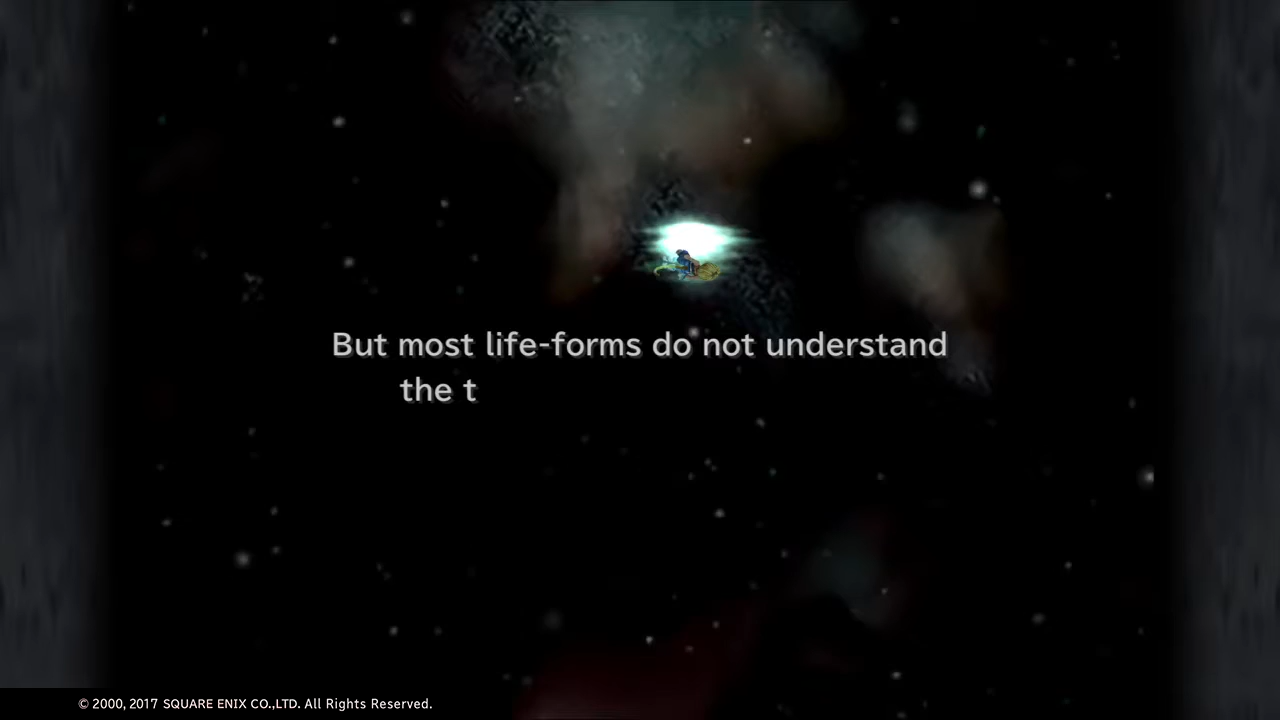 But most life-forms do not understand
the t
© 2000, 2017 SQUARE ENIX CO.,LTD. All Rights Reserved.